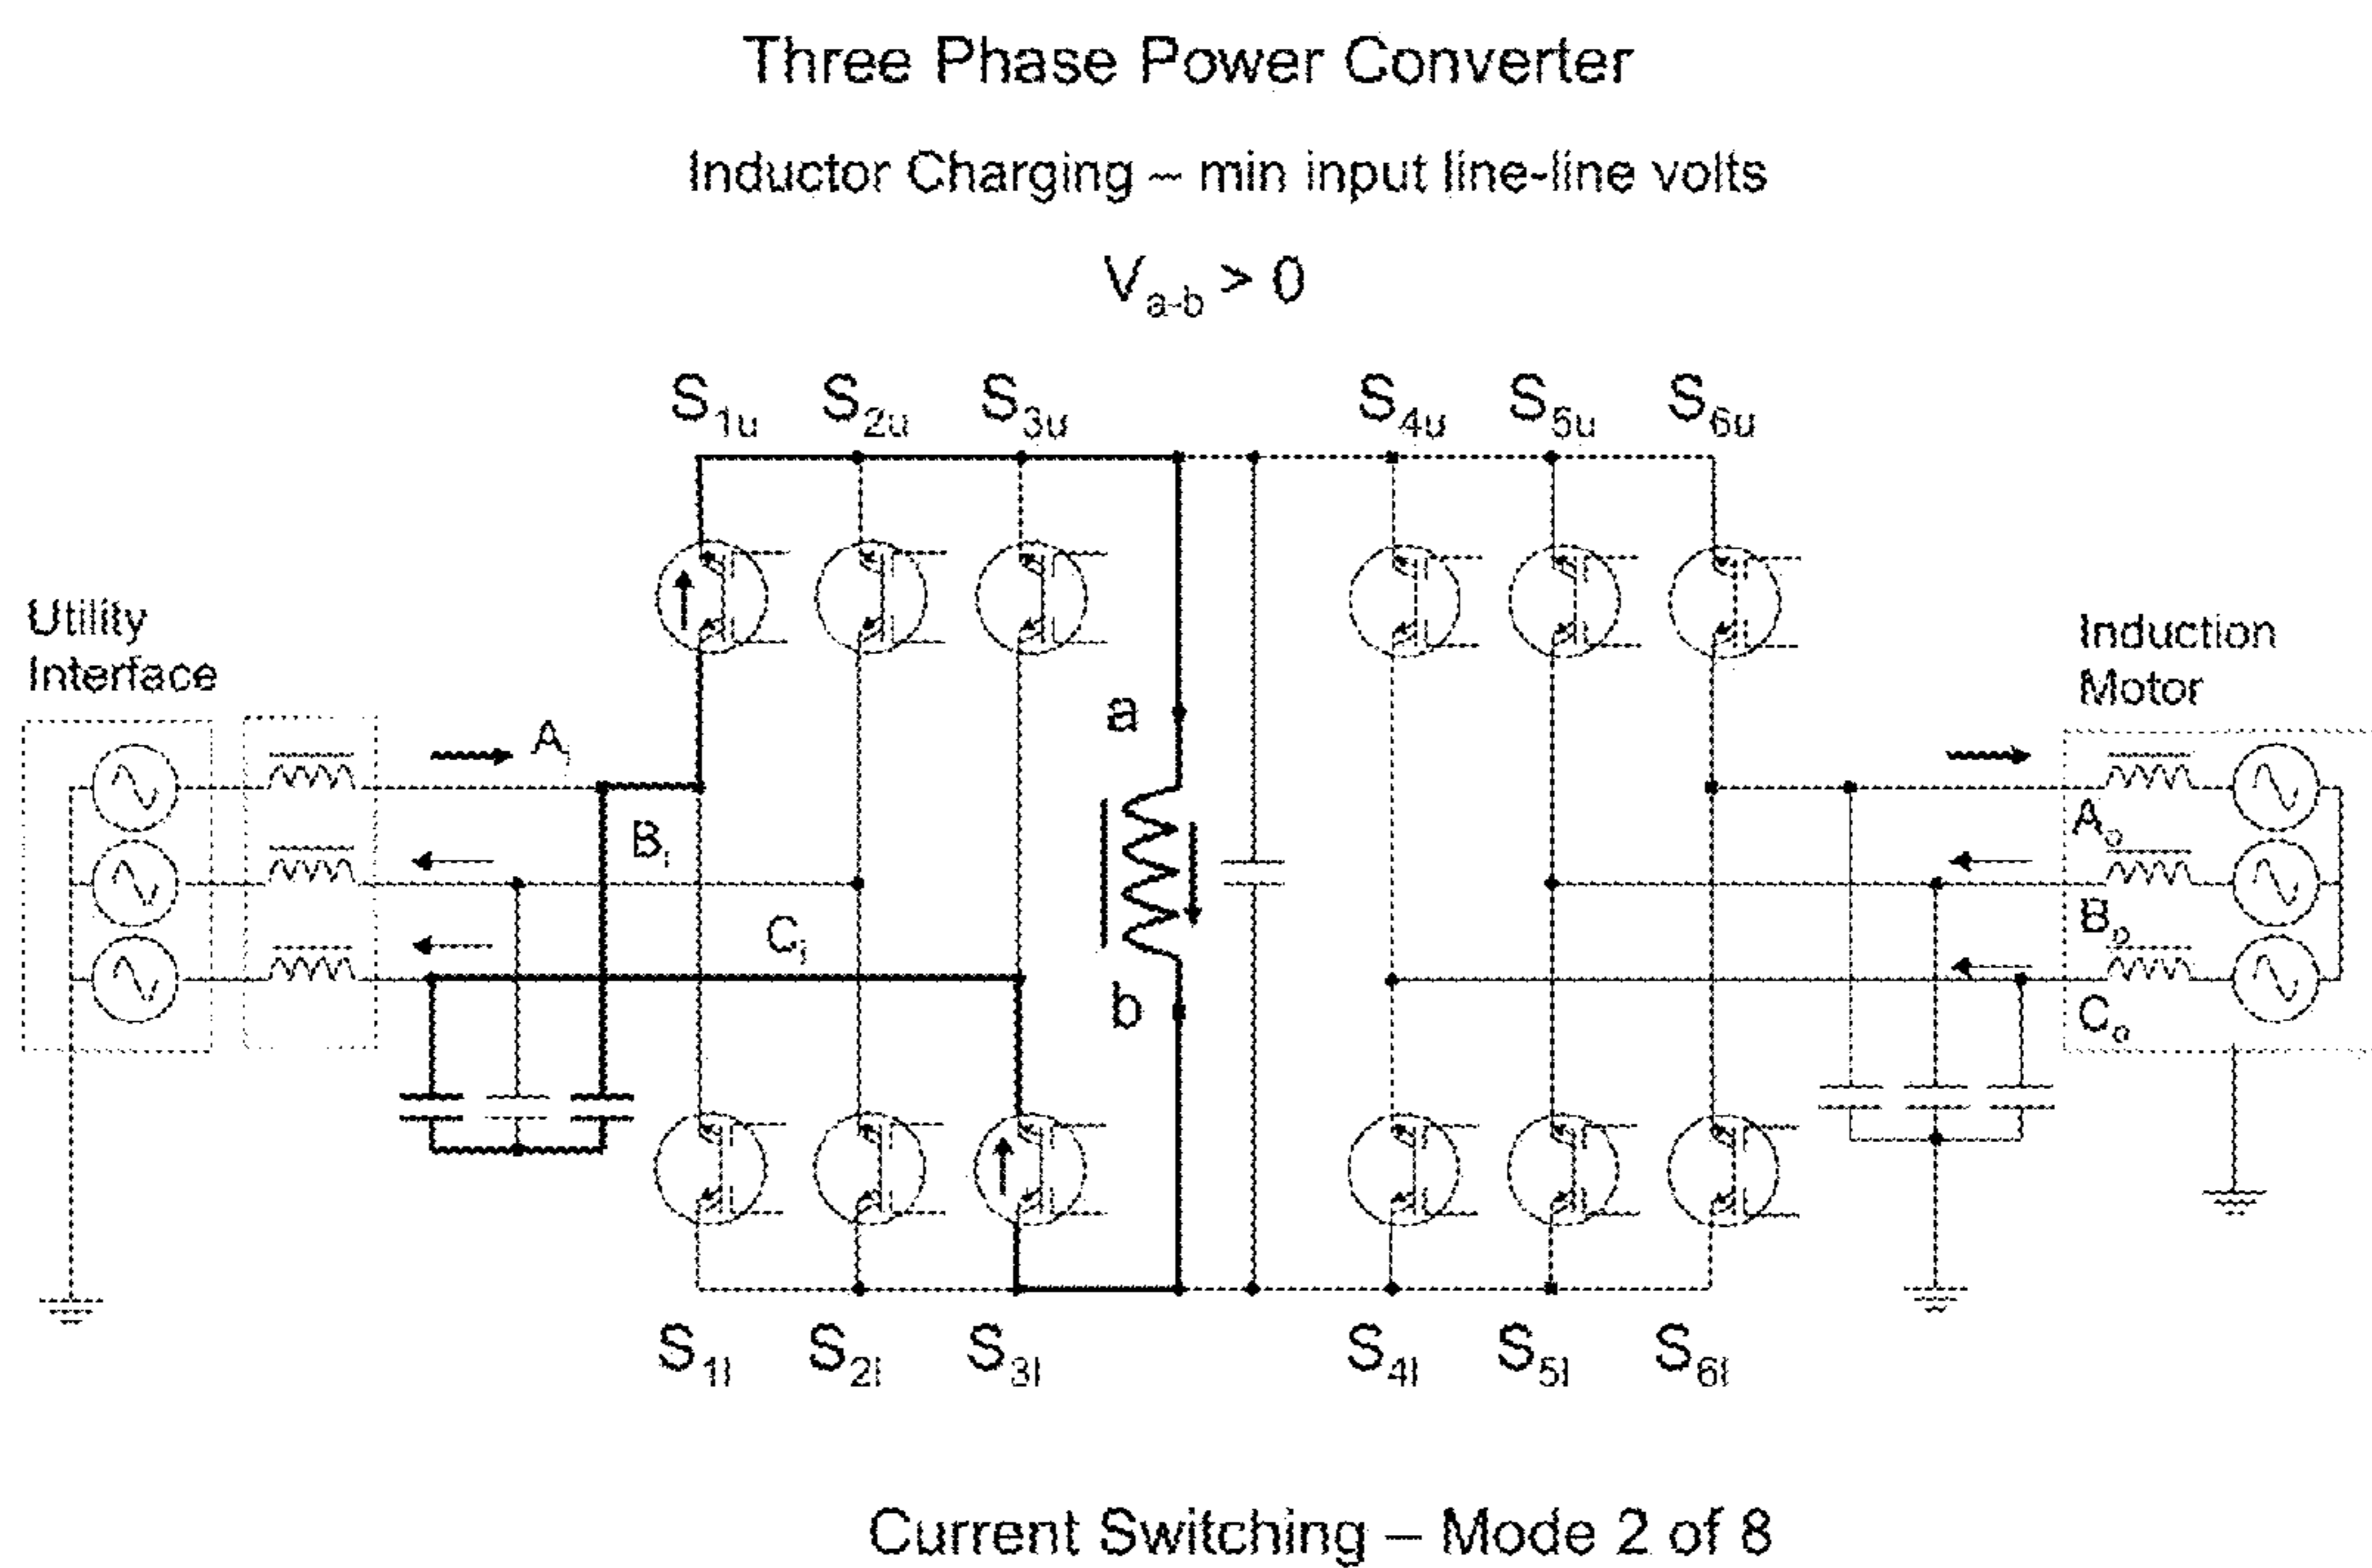 Three Phase Power Converter
Inductor Charging – min input line-line volts
Va-b > 0
S1u S2u S3u S4u S5u S6u
Utility
Interface
Induction
Motor
a
Ai
Bi
Ao
Bo
Ci
b
Co
S1l S2l S3l S4l S5l S6l
Current Switching – Mode 2 of 8